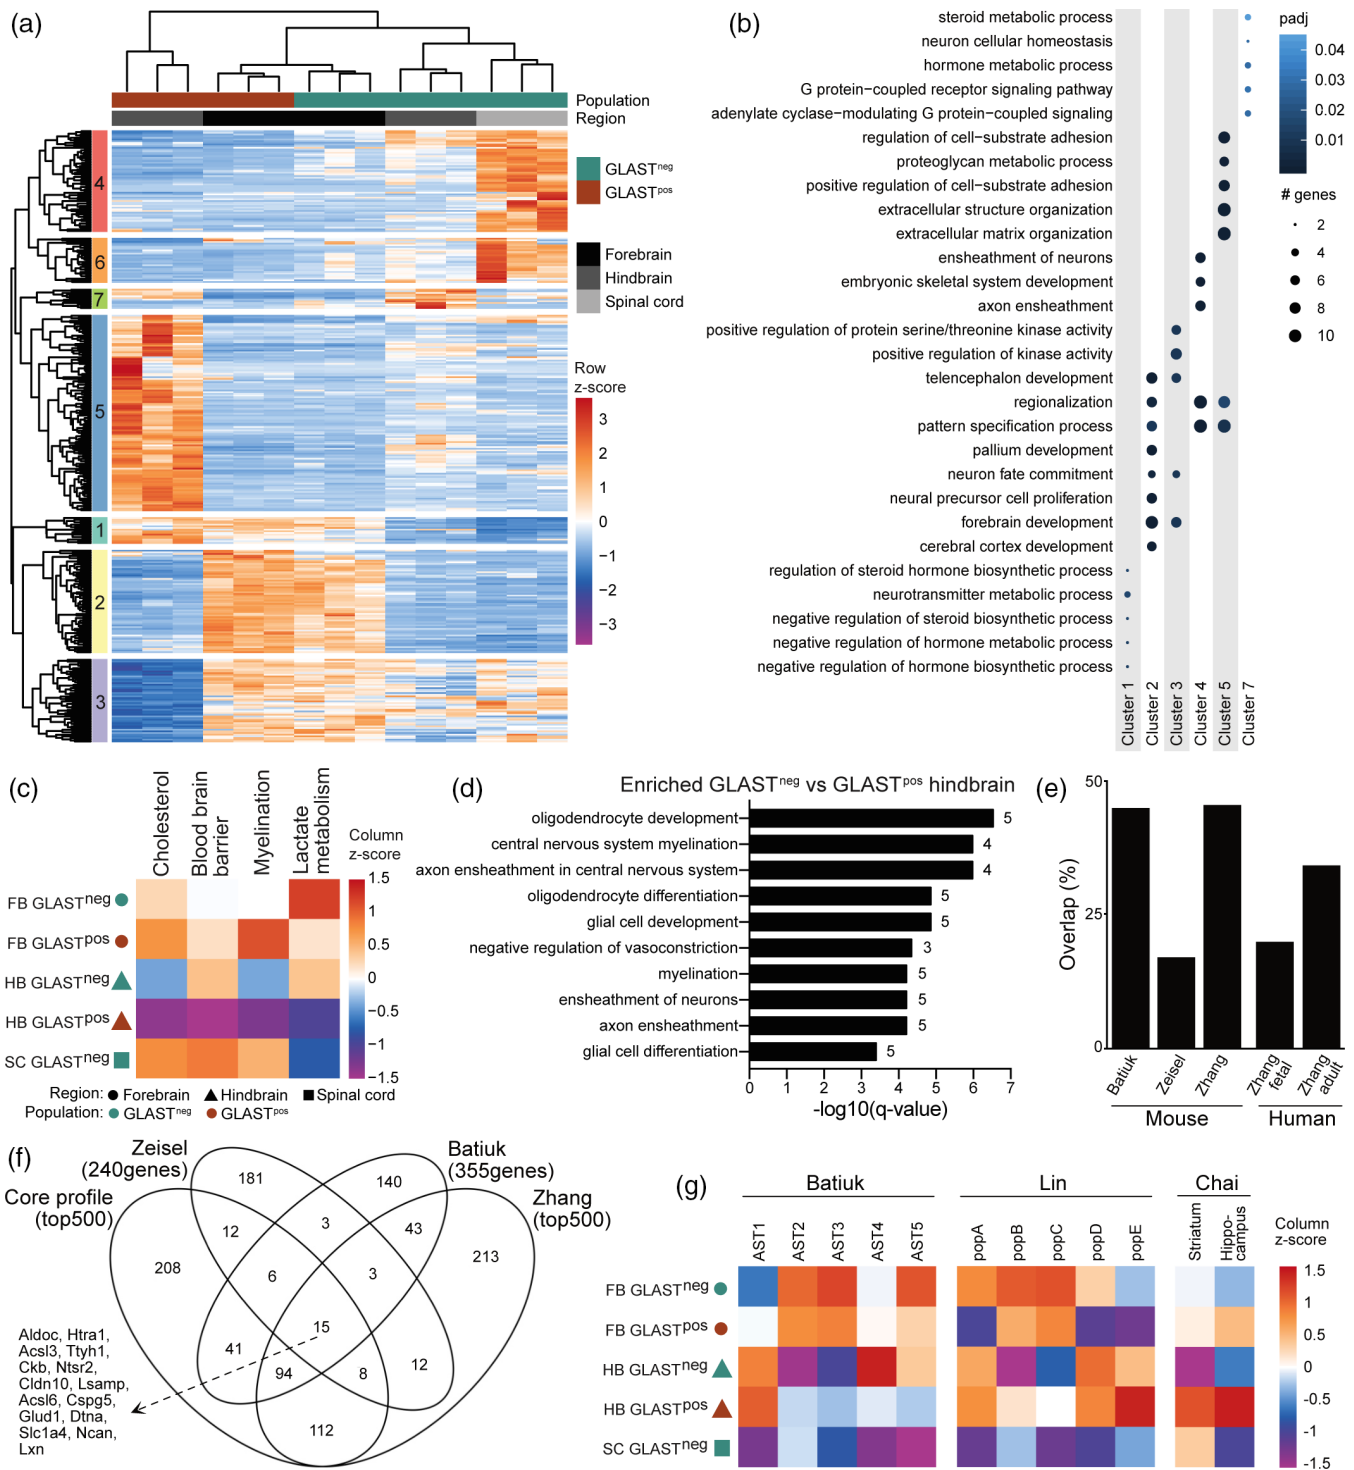 (a)
Population
Region
GLASTneg
GLASTpos
Forebrain
Hindbrain
Spinal cord
Row
z-score
3
2
1
0
−1
−2
−3
4
6
7
5
1
2
3
(b)
steroid metabolic process
neuron cellular homeostasis
hormone metabolic process
G protein−coupled receptor signaling pathway
adenylate cyclase−modulating G protein−coupled signaling
regulation of cell−substrate adhesion
proteoglycan metabolic process
positive regulation of cell−substrate adhesion
extracellular structure organization
extracellular matrix organization
ensheathment of neurons
embryonic skeletal system development
axon ensheathment
positive regulation of protein serine/threonine kinase activity
positive regulation of kinase activity
telencephalon development
regionalization
pattern specification process
pallium development
neuron fate commitment
neural precursor cell proliferation
forebrain development
cerebral cortex development
regulation of steroid hormone biosynthetic process
neurotransmitter metabolic process
negative regulation of steroid biosynthetic process
negative regulation of hormone metabolic process
negative regulation of hormone biosynthetic process
Cluster 1
Cluster 2
Cluster 3
Cluster 4
Cluster 5
Cluster 7
padj
0.04
0.03
0.02
0.01
# genes
2
4
6
8
10
(c)
Cholesterol
Blood brain
barrier
Myelination
Lactate
metabolism
Column
z-score
1.5
1
0.5
0
−0.5
−1
−1.5
FB GLASTneg
FB GLASTpos
HB GLASTneg
HB GLASTpos
SC GLASTneg
Region: Forebrain Hindbrain Spinal cord
Population: GLASTneg GLASTpos
(d)
Enriched GLASTneg vs GLASTpos hindbrain
oligodendrocyte development 5
central nervous system myelination 4
axon ensheathment in central nervous system 4
oligodendrocyte differentiation 5
glial cell development 5
negative regulation of vasoconstriction 3
myelination 5
ensheathment of neurons 5
axon ensheathment 5
glial cell differentiation 5
0 1 2 3 4 5 6 7
-log10(q-value)
(e)
Overlap (%)
50
25
0
Batiuk
Zeisel
Zhang
Zhang
fetal
Zhang
adult
Mouse
Human
(f)
Zeisel
(240genes)
Batiuk
(355genes)
Core profile
(top500)
Zhang
(top500)
181
140
12
3
43
208
6
3
213
15
41
94
8
12
112
Aldoc, Htra1,
Acsl3, Ttyh1,
Ckb, Ntsr2,
Cldn10, Lsamp,
Acsl6, Cspg5,
Glud1, Dtna,
Slc1a4, Ncan,
Lxn
(g)
Batiuk
Lin
Chai
AST1
AST2
AST3
AST4
AST5
popA
popB
popC
popD
popE
Striatum
Hippo-
campus
Column
z-score
FB GLASTneg
FB GLASTpos
HB GLASTneg
HB GLASTpos
SC GLASTneg
1.5
1
0.5
0
-0.5
-1
-1.5